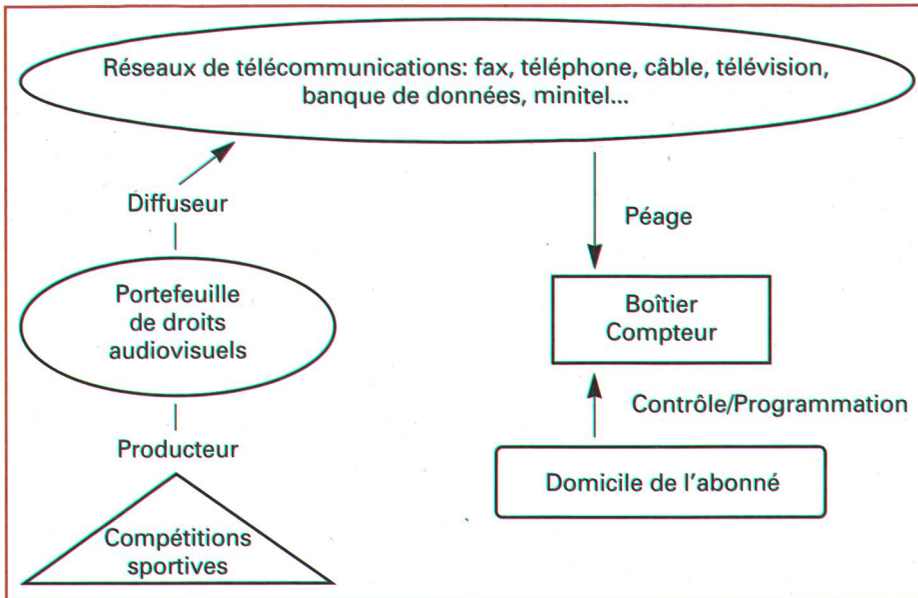 Réseaux de télécommunications: fax, téléphone, câble, télévision,
banque de données, minitel...
Diffuseur
Péage
Portefeuille
de droits
audiovisuels
Boîtier
Compteur
Contrôle/Programmation
Producteur
Domicile de l'abonné
Compétitions
sportives